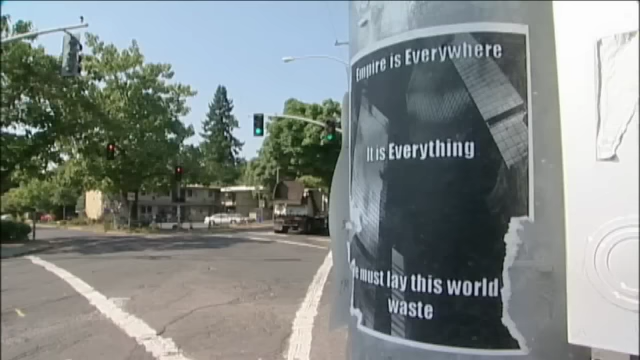 Empire is Everywhere
It is Everything
must lay this world
waste